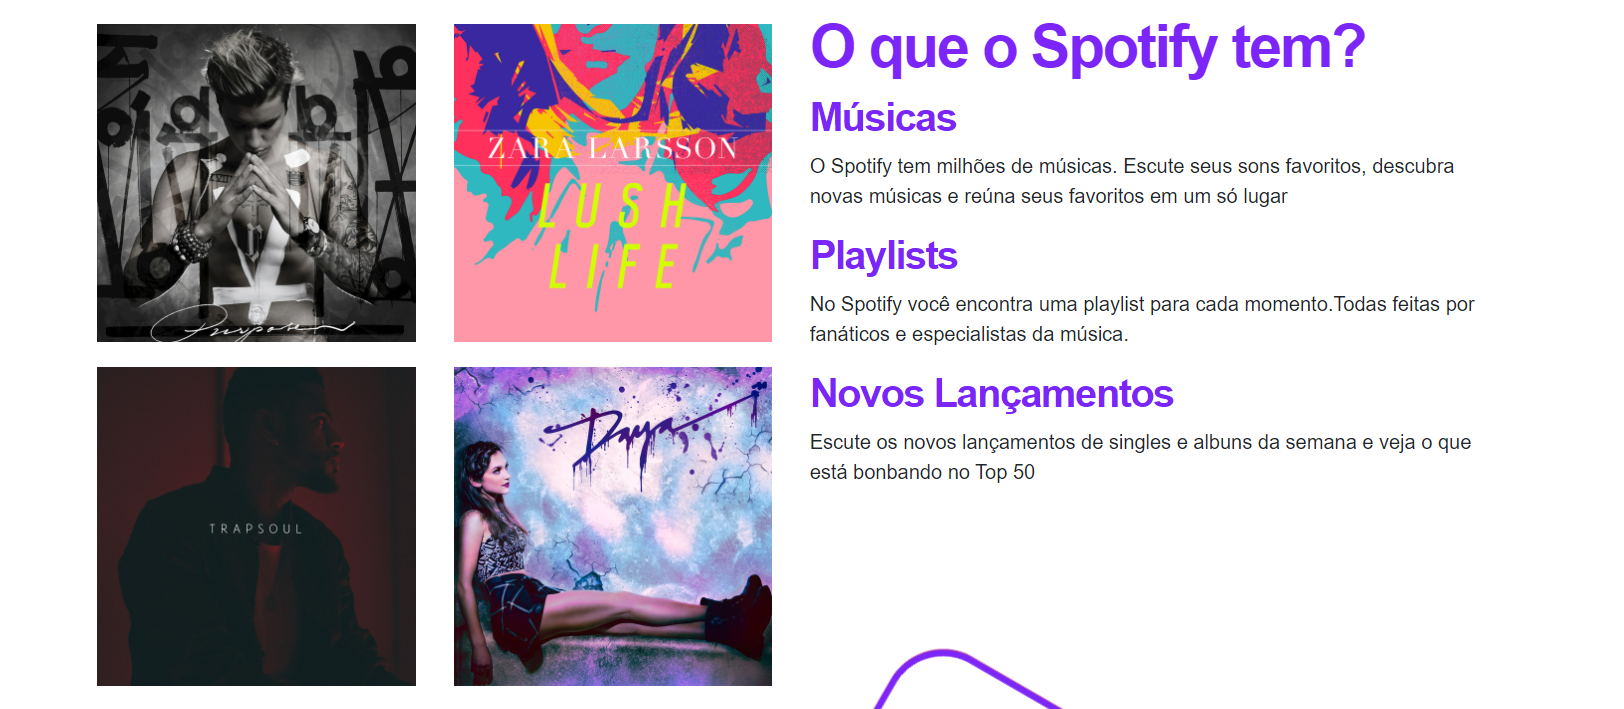 Purpose
ZARA LARSSON
LUSH
LIFE
TRAPSOUL
Daya
O que o Spotify tem?
Músicas
O Spotify tem milhões de músicas. Escute seus sons favoritos, descubra
novas músicas e reúna seus favoritos em um só lugar
Playlists
No Spotify você encontra uma playlist para cada momento.Todas feitas por
fanáticos e especialistas da música.
Novos Lançamentos
Escute os novos lançamentos de singles e albuns da semana e veja o que
está bonbando no Top 50